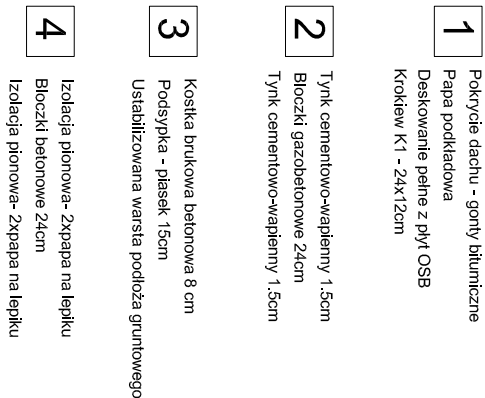 1
Pokrycie dachu - gonty bitumiczne
Papa podkładowa
Deskowanie pełne z płyt OSB
Krokiew K1 - 24x12cm
2
Tynk cementowo-wapienny 1.5cm
Bloczki gazobetonowe 24cm
Tynk cementowo-wapienny 1.5cm
3
Kostka brukowa betonowa 8 cm
Podsypka - piasek 15cm
Ustabilizowana warsta podłoża gruntowego
4
Izolacja pionowa- 2xpapa na lepiku
Bloczki betonowe 24cm
Izolacja pionowa- 2xpapa na lepiku